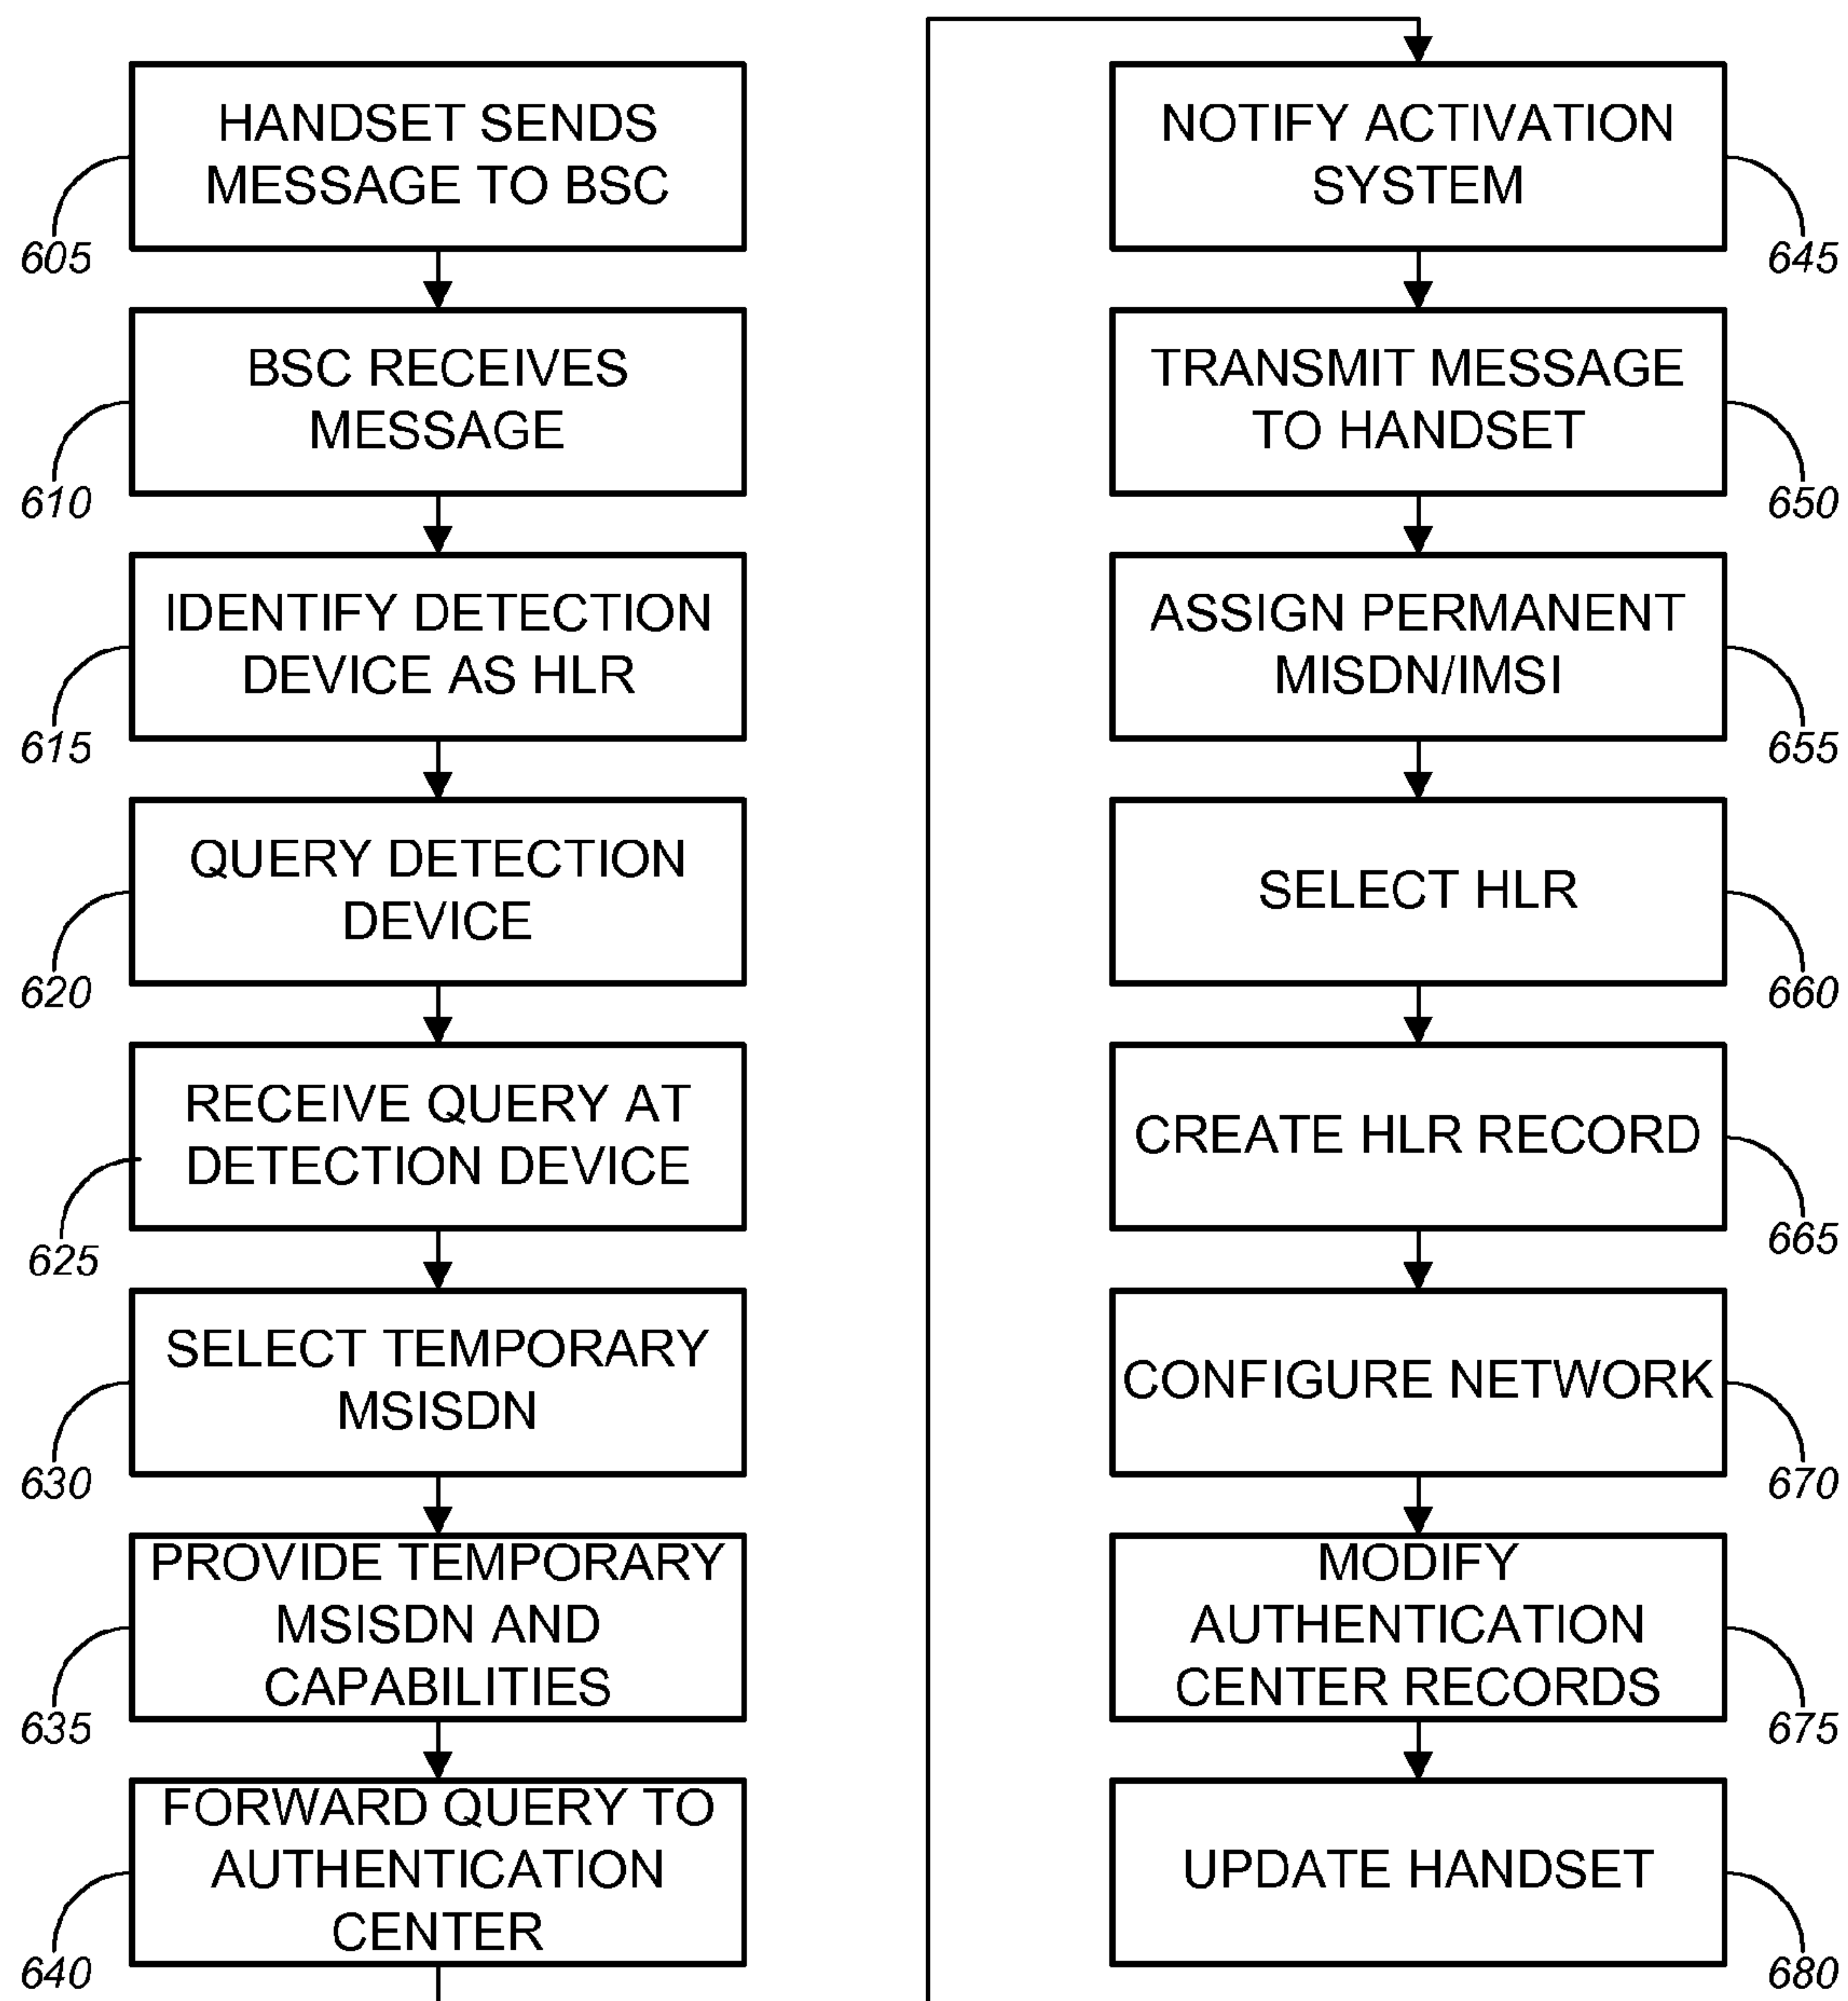 HANDSET SENDS
MESSAGE TO BSC
605
BSC RECEIVES
MESSAGE
610
IDENTIFY DETECTION
DEVICE AS HLR
615
QUERY DETECTION
DEVICE
620
RECEIVE QUERY AT
DETECTION DEVICE
625
SELECT TEMPORARY
MSISDN
630
PROVIDE TEMPORARY
MSISDN AND
CAPABILITIES
635
FORWARD QUERY TO
AUTHENTICATION
CENTER
640
NOTIFY ACTIVATION
SYSTEM
645
TRANSMIT MESSAGE
TO HANDSET
650
ASSIGN PERMANENT
MISDN/IMSI
655
SELECT HLR
660
CREATE HLR RECORD
665
CONFIGURE NETWORK
670
MODIFY
AUTHENTICATION
CENTER RECORDS
675
UPDATE HANDSET
680